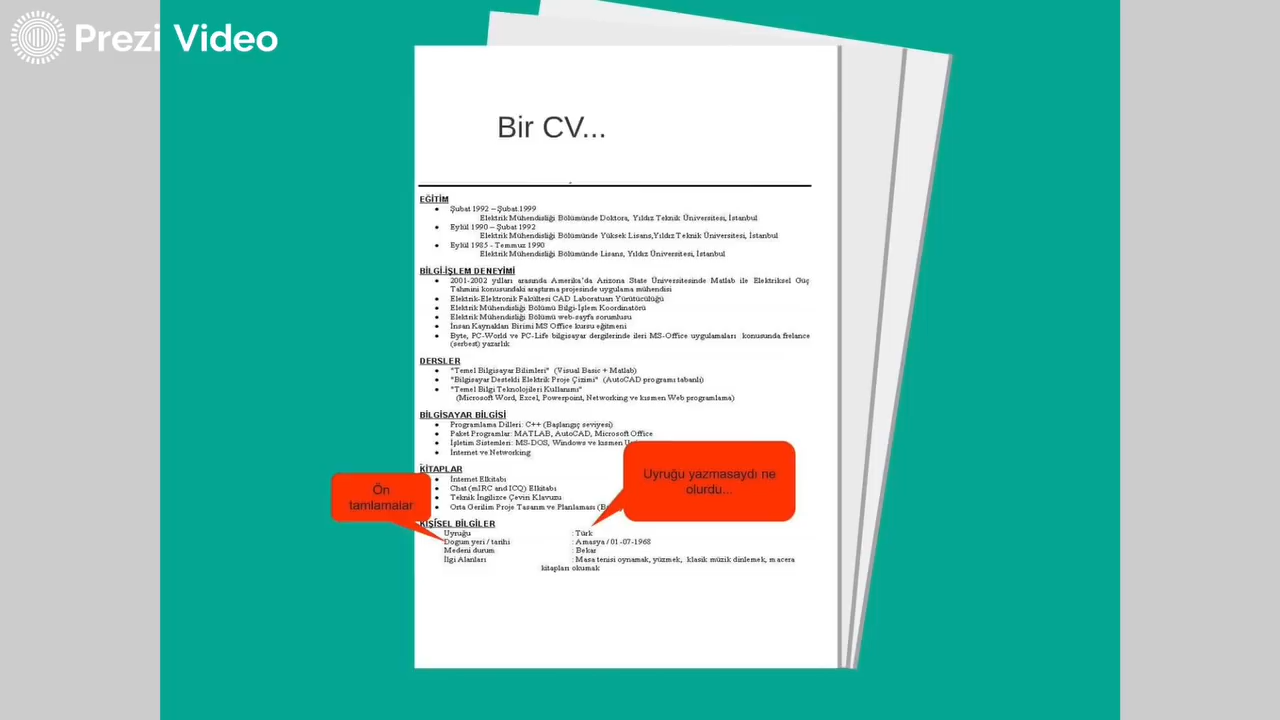 Prezi Video
Bir CV...
EĞİTİM
Şubat 1992 – Şubat.1999
Elektrik Mühendisliği Bölümünde Doktora, Yıldız Teknik Üniversitesi, İstanbul
Eylül 1990 – Şubat 1992
Elektrik Mühendisliği Bölümünde Yüksek Lisans,Yıldız Teknik Üniversitesi, İstanbul
Eylül 1985 - Temmuz 1990
Elektrik Mühendisliği Bölümünde Lisans, Yıldız Üniversitesi, İstanbul
BİLGİ-İŞLEM DENEYİMİ
2001-2002 yılları arasında Amerika'da Arizona State Üniversitesinde Matlab ile Elektriksel Güç
Tahmini konusundaki araştırma projesinde uygulama mühendisi
Elektrik-Elektronik Fakültesi CAD Laboratuarı Yürütücülüğü
Elektrik Mühendisliği Bölümü Bilgi-İşlem Koordinatörü
Elektrik Mühendisliği Bölümü web-sayfa sorumlusu
İnsan Kaynakları Birimi MS Office kursu eğitmeni
Byte, PC-World ve PC-Life bilgisayar dergilerinde ileri MS-Office uygulamaları konusunda frelance
(serbest) yazarlık
DERSLER
"Temel Bilgisayar Bilimleri" (Visual Basic + Matlab)
"Bilgisayar Destekli Elektrik Proje Çizimi" (AutoCAD programı tabanlı)
"Temel Bilgi Teknolojileri Kullanımı"
(Microsoft Word, Excel, Powerpoint, Networking ve kısmen Web programlama)
BİLGİSAYAR BİLGİSİ
Programlama Dilleri: C++ (Başlangıç seviyesi)
Paket Programlar: MATLAB, AutoCAD, Microsoft Office
İşletim Sistemleri: MS-DOS, Windows ve kısmen
İnternet ve Networking
KİTAPLAR
İnternet Elkitabı
Chat (mIRC and ICQ) Elkitabı
Teknik İngilizce Çeviri Klavuzu
Orta Gerilim Proje Tasarım ve Planlaması
Uyruğu yazmasaydı ne
olurdu...
Ön
tamlamalar
KİŞİSEL BİLGİLER
Uyruğu : Türk
Doğum yeri / tarihi : Amasya / 01-07-1968
Medeni durum : Bekar
İlgi Alanları : Masa tenisi oynamak, yüzmek, klasik müzik dinlemek, macera
kitapları okumak